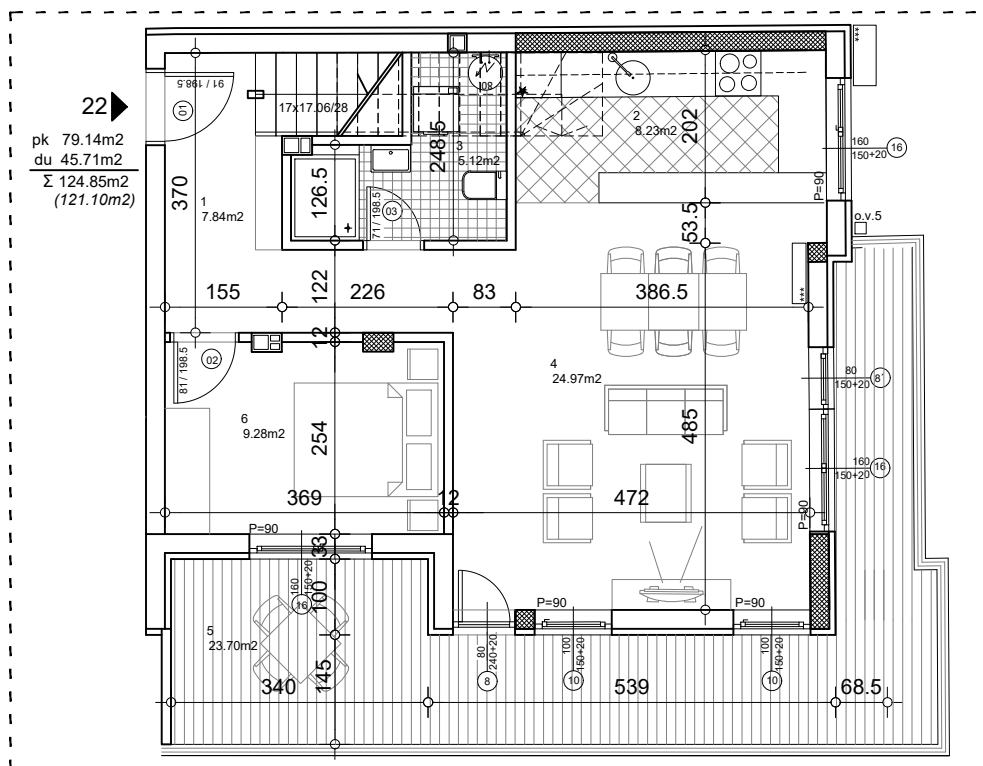 22
pk 79.14m2
du 45.71m2
Σ 124.85m2
(121.10m2)
91 / 198.5
01
17x17.06/28
80
370
1
7.84m2
126.5
71 / 198.5
03
248.5
3
5.12m2
2
8.23m2
202
P=90
160
150+20
16
o.v.5
***
***
53.5
155
122
226
83
386.5
12
81 / 198.5
02
4
24.97m2
80
150+20
8'
6
9.28m2
254
485
160
150+20
16
369
12
472
P=90
P=90
33
160
150+20
16
100
P=90
P=90
5
23.70m2
145
80
240+20
8
100
150+20
10
100
150+20
10
340
539
68.5